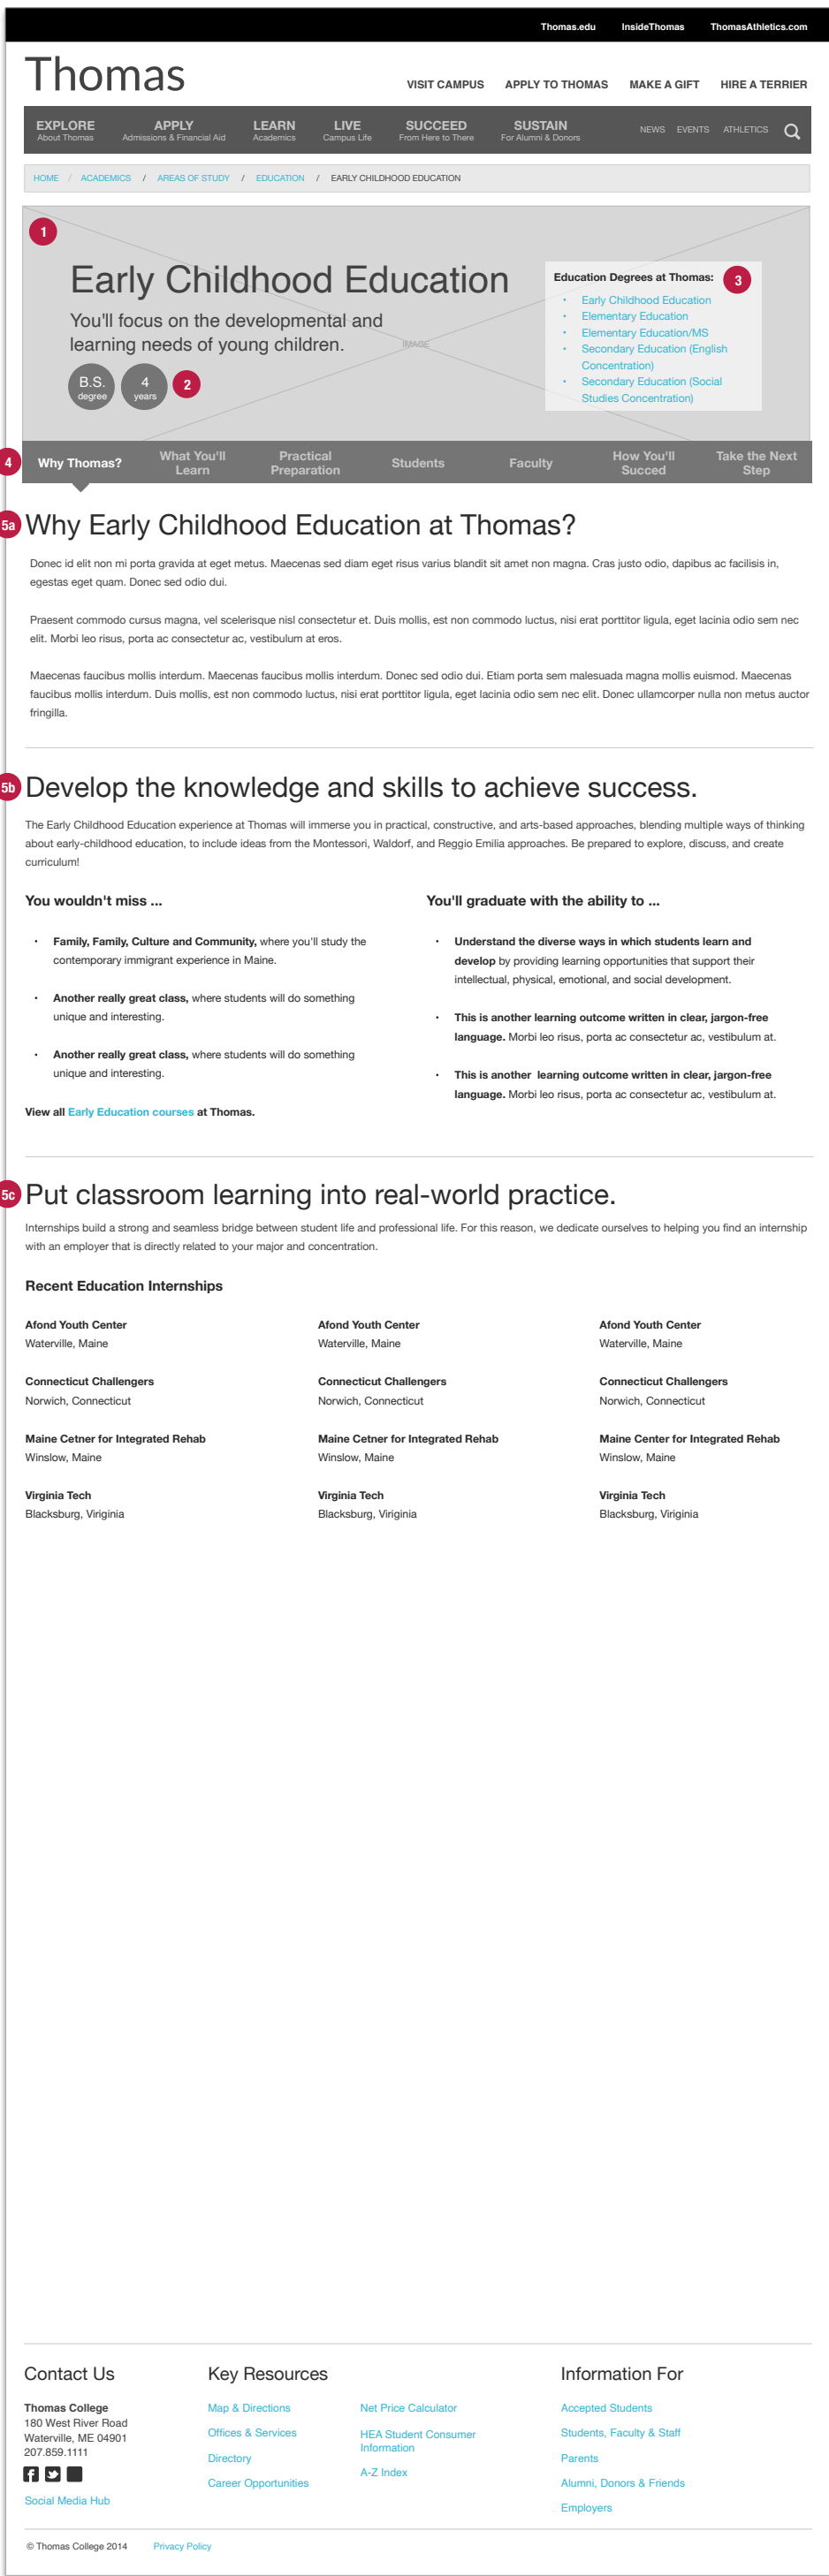 Thomas.edu InsideThomas ThomasAthletics.com
Thomas
VISIT CAMPUS APPLY TO THOMAS MAKE A GIFT HIRE A TERRIER
EXPLORE APPLY LEARN LIVE SUCCEED SUSTAIN
About Thomas Admissions & Financial Aid Academics Campus Life From Here to There For Alumni & Donors
NEWS EVENTS ATHLETICS
HOME / ACADEMICS / AREAS OF STUDY / EDUCATION / EARLY CHILDHOOD EDUCATION
1
Early Childhood Education
You'll focus on the developmental and
learning needs of young children.
IMAGE
B.S.
degree
4
years
2
Education Degrees at Thomas:
3
• Early Childhood Education
• Elementary Education
• Elementary Education/MS
• Secondary Education (English
Concentration)
• Secondary Education (Social
Studies Concentration)
4
Why Thomas?
What You'll
Learn
Practical
Preparation
Students
Faculty
How You'll
Succed
Take the Next
Step
5a
Why Early Childhood Education at Thomas?
Donec id elit non mi porta gravida at eget metus. Maecenas sed diam eget risus varius blandit sit amet non magna. Cras justo odio, dapibus ac facilisis in,
egestas eget quam. Donec sed odio dui.
Praesent commodo cursus magna, vel scelerisque nisl consectetur et. Duis mollis, est non commodo luctus, nisi erat porttitor ligula, eget lacinia odio sem nec
elit. Morbi leo risus, porta ac consectetur ac, vestibulum at eros.
Maecenas faucibus mollis interdum. Maecenas faucibus mollis interdum. Donec sed odio dui. Etiam porta sem malesuada magna mollis euismod. Maecenas
faucibus mollis interdum. Duis mollis, est non commodo luctus, nisi erat porttitor ligula, eget lacinia odio sem nec elit. Donec ullamcorper nulla non metus auctor
fringilla.
5b
Develop the knowledge and skills to achieve success.
The Early Childhood Education experience at Thomas will immerse you in practical, constructive, and arts-based approaches, blending multiple ways of thinking
about early-childhood education, to include ideas from the Montessori, Waldorf, and Reggio Emilia approaches. Be prepared to explore, discuss, and create
curriculum!
You wouldn't miss ...
• Family, Family, Culture and Community, where you'll study the
contemporary immigrant experience in Maine.
• Another really great class, where students will do something
unique and interesting.
• Another really great class, where students will do something
unique and interesting.
View all Early Education courses at Thomas.
You'll graduate with the ability to ...
• Understand the diverse ways in which students learn and
develop by providing learning opportunities that support their
intellectual, physical, emotional, and social development.
• This is another learning outcome written in clear, jargon-free
language. Morbi leo risus, porta ac consectetur ac, vestibulum at.
• This is another learning outcome written in clear, jargon-free
language. Morbi leo risus, porta ac consectetur ac, vestibulum at.
5c
Put classroom learning into real-world practice.
Internships build a strong and seamless bridge between student life and professional life. For this reason, we dedicate ourselves to helping you find an internship
with an employer that is directly related to your major and concentration.
Recent Education Internships
Afond Youth Center
Waterville, Maine
Connecticut Challengers
Norwich, Connecticut
Maine Cetner for Integrated Rehab
Winslow, Maine
Virginia Tech
Blacksburg, Viriginia
Afond Youth Center
Waterville, Maine
Connecticut Challengers
Norwich, Connecticut
Maine Cetner for Integrated Rehab
Winslow, Maine
Virginia Tech
Blacksburg, Viriginia
Afond Youth Center
Waterville, Maine
Connecticut Challengers
Norwich, Connecticut
Maine Center for Integrated Rehab
Winslow, Maine
Virginia Tech
Blacksburg, Viriginia
Contact Us
Thomas College
180 West River Road
Waterville, ME 04901
207.859.1111
Social Media Hub
Key Resources
Map & Directions
Offices & Services
Directory
Career Opportunities
Net Price Calculator
HEA Student Consumer
Information
A-Z Index
Information For
Accepted Students
Students, Faculty & Staff
Parents
Alumni, Donors & Friends
Employers
© Thomas College 2014 Privacy Policy